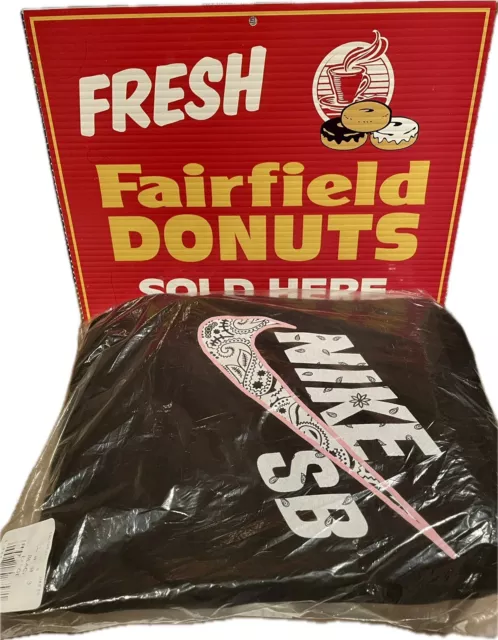 FRESH
Fairfield
DONUTS
SOLD HERE
NIKE
SB